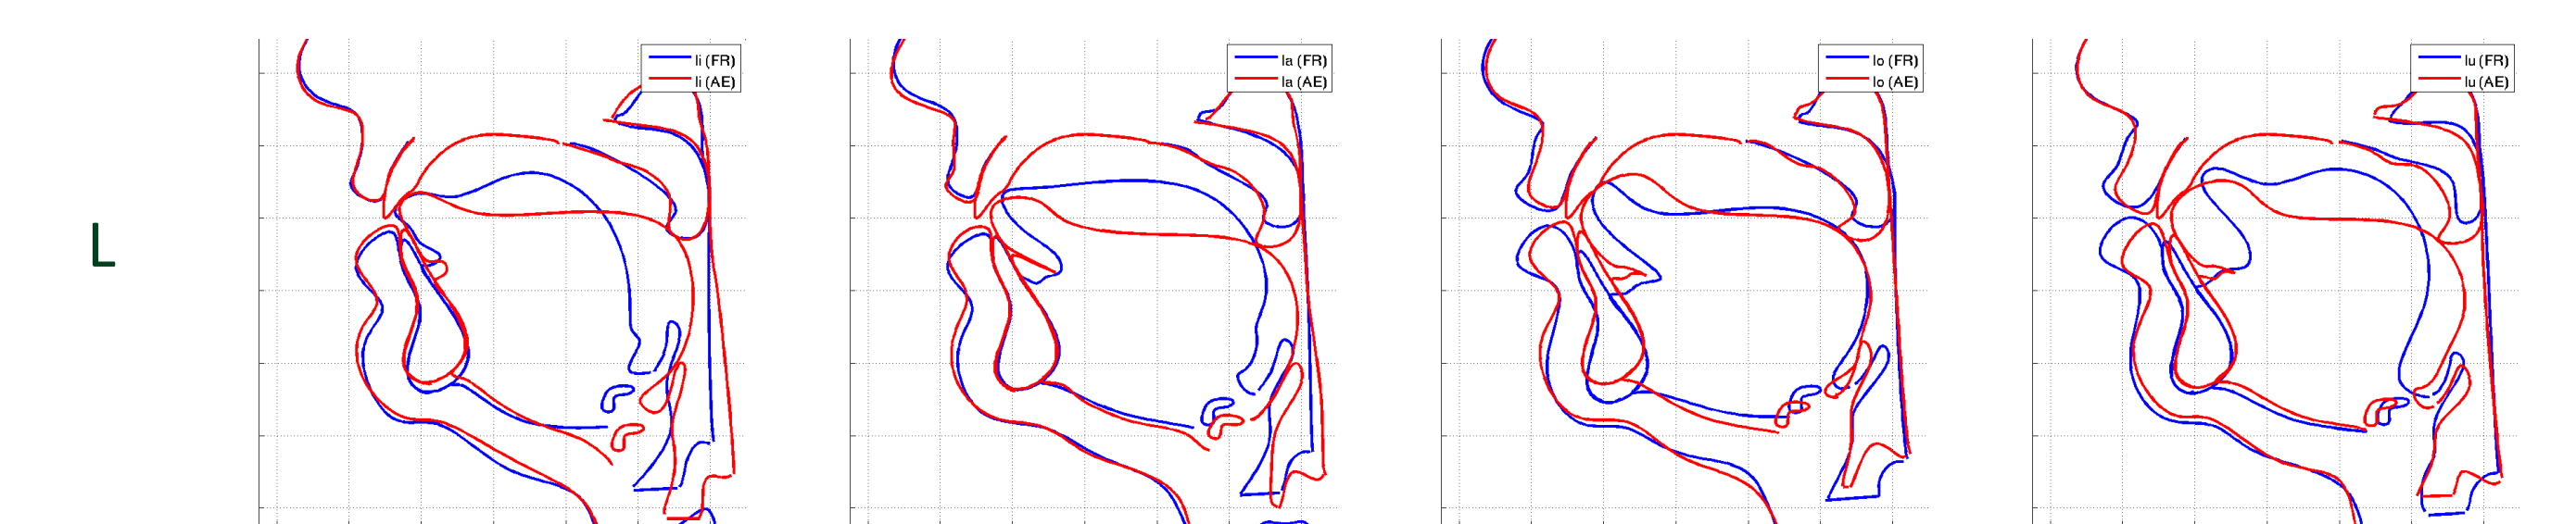 L
li (FR)
li (AE)
la (FR)
la (AE)
lo (FR)
lo (AE)
lu (FR)
lu (AE)